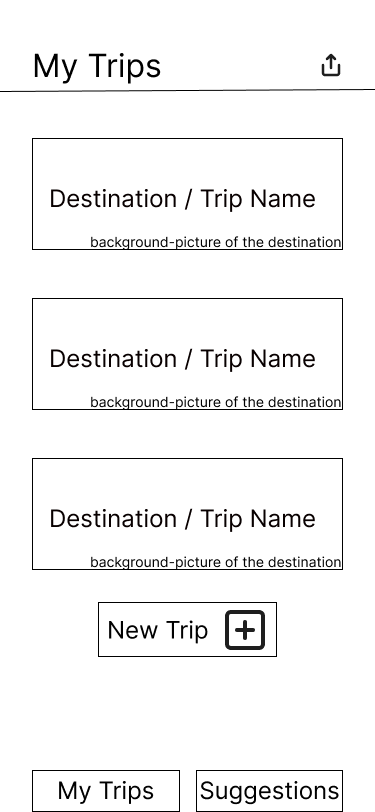 My Trips
Destination / Trip Name
background-picture of the destination
Destination / Trip Name
background-picture of the destination
Destination / Trip Name
background-picture of the destination
New Trip
My Trips
Suggestions